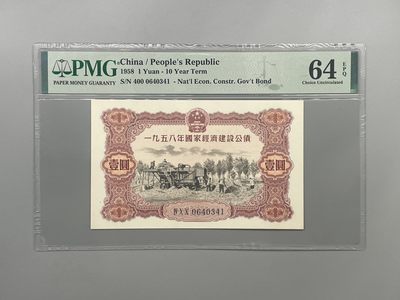 PMG
PAPER MONEY GUARANTY
China / People's Republic
1958 1 Yuan - 10 Year Term
S/N 400 0640341 - Nat'l Econ. Constr. Gov't Bond
64 EPQ
Choice Uncirculated
一九五八年國家經濟建設公債
壹圓
壹圓
0640341